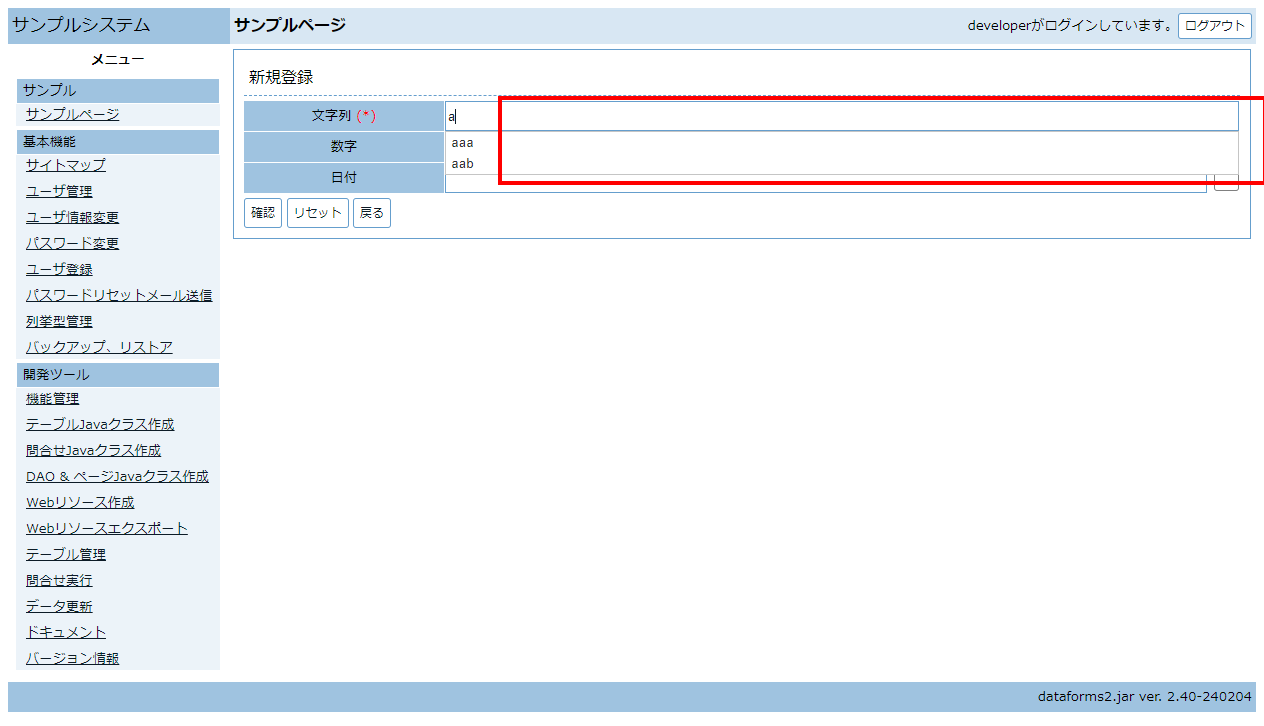 サンプルシステム
サンプルページ
developerがログインしています。 ログアウト
メニュー
サンプル
サンプルページ
基本機能
サイトマップ
ユーザ管理
ユーザ情報変更
パスワード変更
ユーザ登録
パスワードリセットメール送信
列挙型管理
バックアップ、リストア
開発ツール
機能管理
テーブルJavaクラス作成
問合せJavaクラス作成
DAO & ページJavaクラス作成
Webリソース作成
Webリソースエクスポート
テーブル管理
問合せ実行
データ更新
ドキュメント
バージョン情報
新規登録
文字列 (*) a
数字
aaa
aab
日付
確認 リセット 戻る
dataforms2.jar ver. 2.40-240204